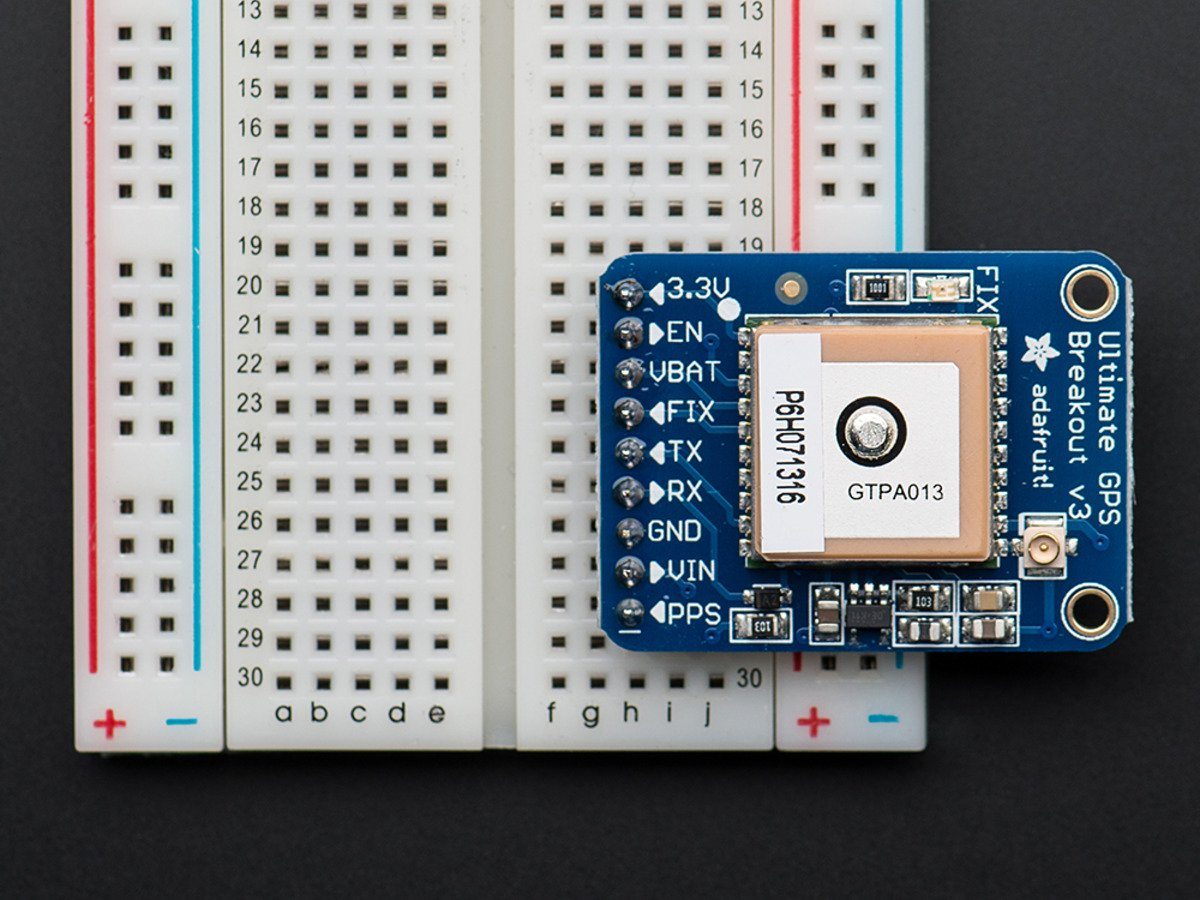 13
14
15
16
17
18
19
20
21
22
23
24
25
26
27
28
29
30
a b c d e
f g h i j
13
14
15
16
17
18
19
30
+ −
+ −
3.3V
EN
VBAT
FIX
TX
RX
GND
VIN
PPS
1001
FIX
P6H071316
GTPA013
Ultimate GPS
Breakout v3
adafruit!
103
103